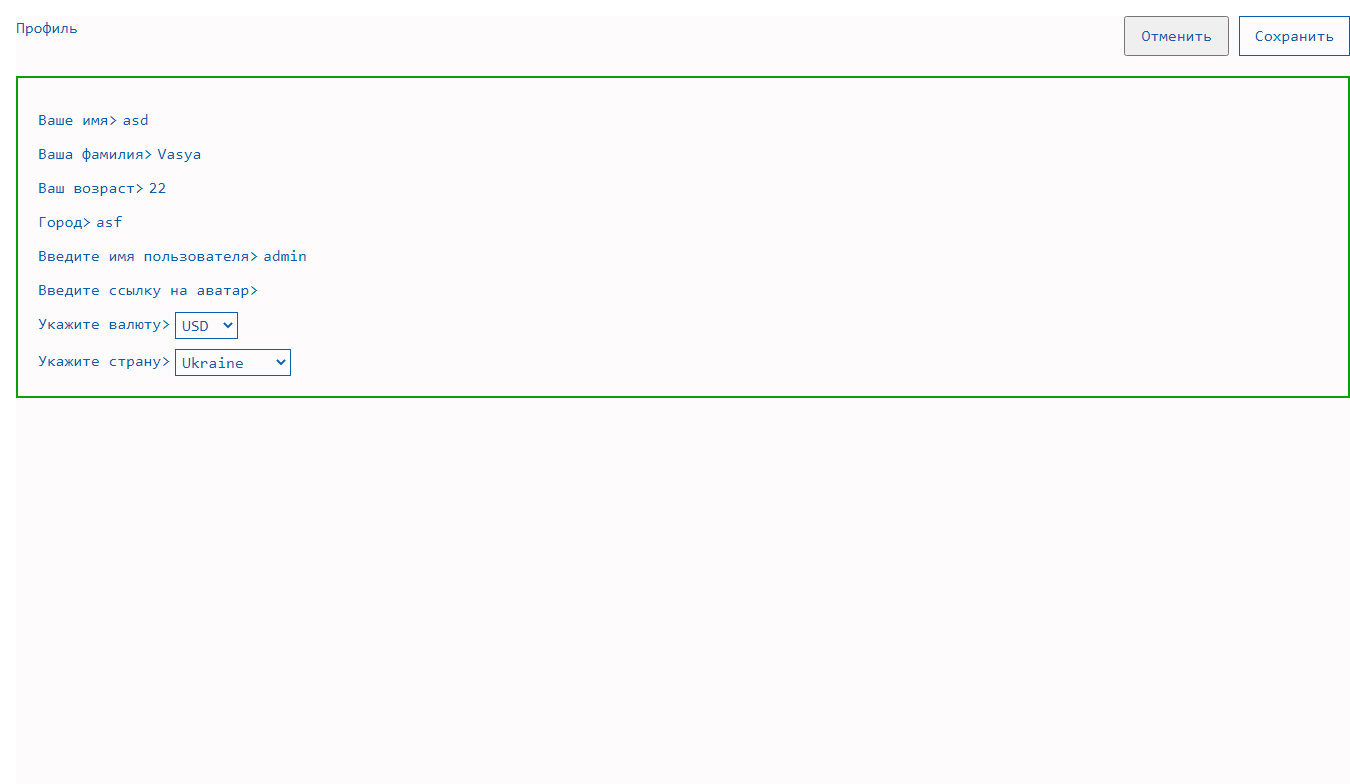 Профиль
Отменить
Сохранить
Ваше имя> asd
Ваша фамилия> Vasya
Ваш возраст> 22
Город> asf
Введите имя пользователя> admin
Введите ссылку на аватар>
Укажите валюту> USD
Укажите страну> Ukraine